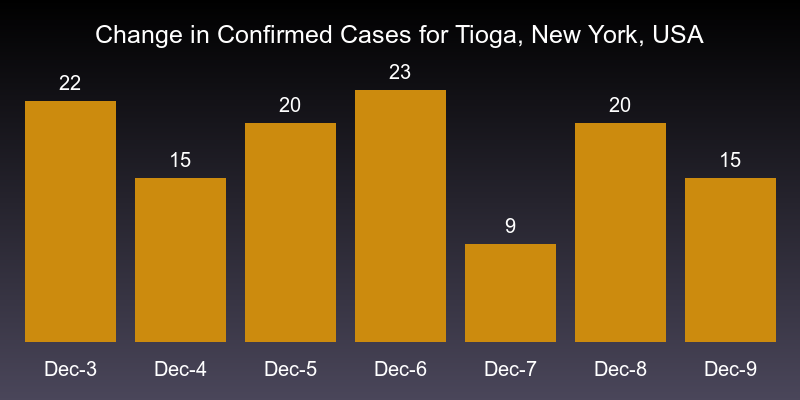 Change in Confirmed Cases for Tioga, New York, USA
22 15 20 23 9 20 15
Dec-3 Dec-4 Dec-5 Dec-6 Dec-7 Dec-8 Dec-9